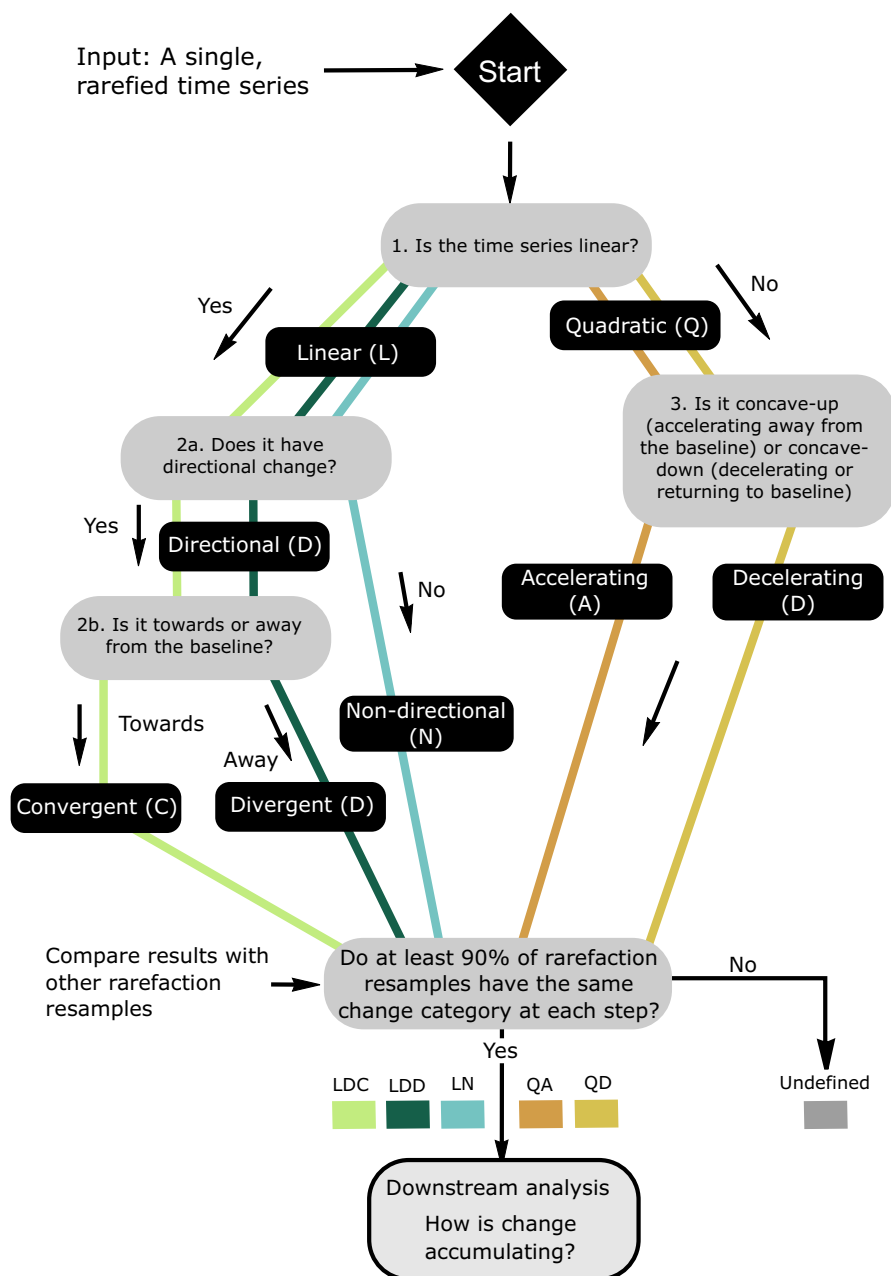 Input: A single,
rarefied time series
Start
1. Is the time series linear?
Yes
No
Linear (L)
Quadratic (Q)
2a. Does it have
directional change?
3. Is it concave-up
(accelerating away from
the baseline) or concave-
down (decelerating or
returning to baseline)
Yes
Directional (D)
No
Accelerating
(A)
Decelerating
(D)
2b. Is it towards or away
from the baseline?
Towards
Away
Non-directional
(N)
Convergent (C)
Divergent (D)
Compare results with
other rarefaction
resamples
Do at least 90% of rarefaction
resamples have the same
change category at each step?
No
Yes
LDC
LDD
LN
QA
QD
Undefined
Downstream analysis
How is change
accumulating?